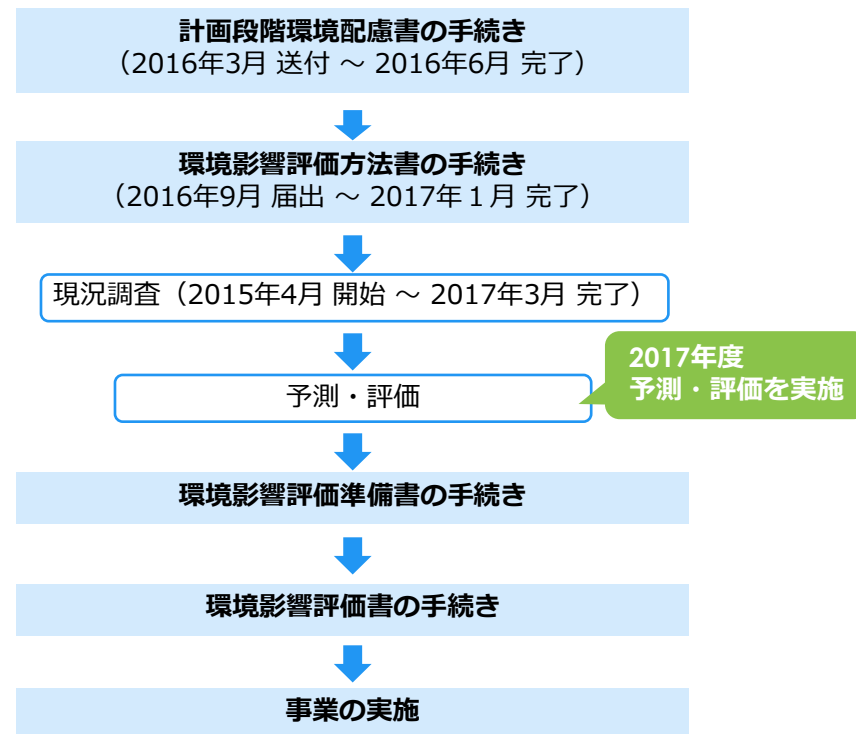 計画段階環境配慮書の手続き
（2016年3月 送付 ～ 2016年6月 完了）
環境影響評価方法書の手続き
（2016年9月 届出 ～ 2017年１月 完了）
現況調査（2015年4月 開始 ～ 2017年3月 完了）
2017年度
予測・評価を実施
予測・評価
環境影響評価準備書の手続き
環境影響評価書の手続き
事業の実施